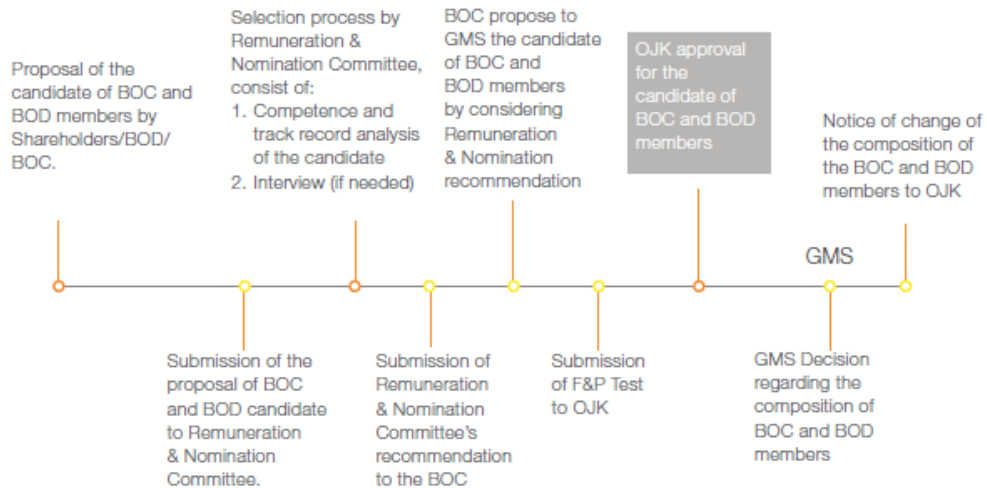 Proposal of the
candidate of BOC and
BOD members by
Shareholders/BOD/
BOC.
Submission of the
proposal of BOC
and BOD candidate
to Remuneration
& Nomination
Committee.
Selection process by
Remuneration &
Nomination Committee,
consist of:
1. Competence and
track record analysis
of the candidate
2. Interview (if needed)
Submission of
Remuneration
& Nomination
Committee's
recommendation
to the BOC
BOC propose to
GMS the candidate
of BOC and
BOD members
by considering
Remuneration
& Nomination
recommendation
Submission
of F&P Test
to OJK
OJK approval
for the
candidate of
BOC and BOD
members
GMS
GMS Decision
regarding the
composition of
BOC and BOD
members
Notice of change of
the composition of
the BOC and BOD
members to OJK